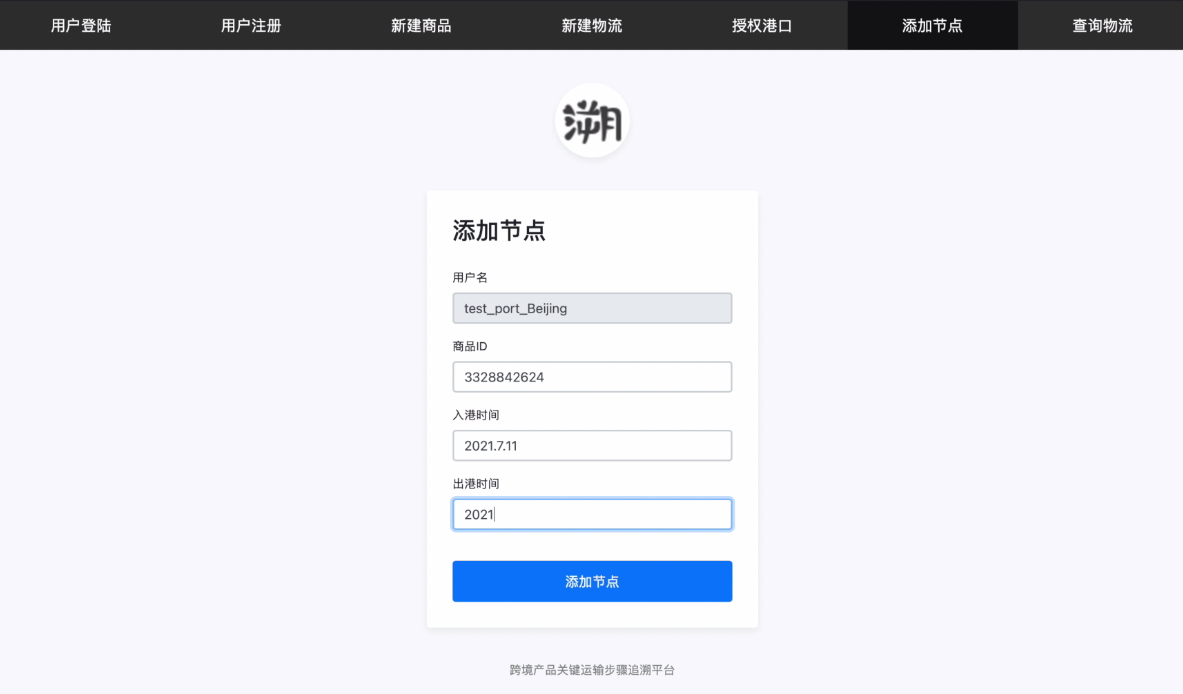 用户登陆 用户注册 新建商品 新建物流 授权港口 添加节点 查询物流
溯
添加节点
用户名
test_port_Beijing
商品ID
3328842624
入港时间
2021.7.11
出港时间
2021
添加节点
跨境产品关键运输步骤追溯平台